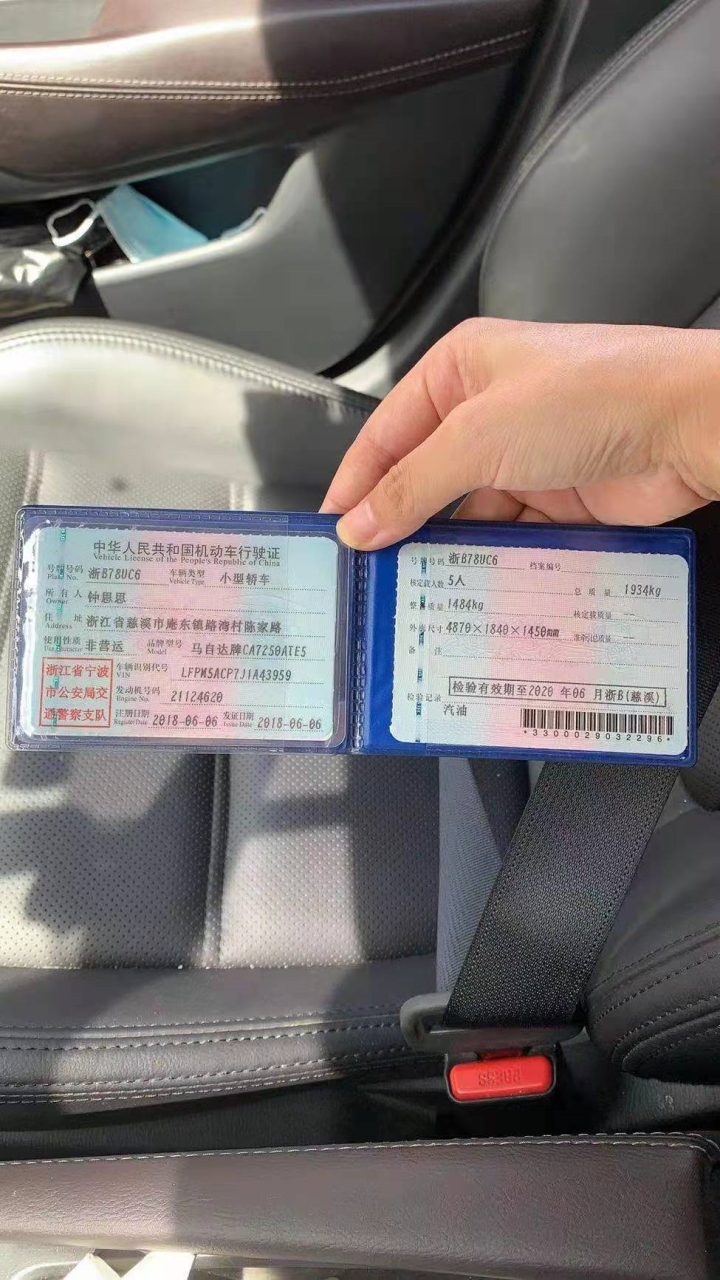 中华人民共和国机动车行驶证
Vehicle License of the People's Republic of China
号牌号码 浙B78UC6 车辆类型 小型轿车
Plate No. Vehicle Type
所有人 钟思思
Owner
住址 浙江省慈溪市庵东镇路湾村陈家路
Address
使用性质 非营运 品牌型号 马自达牌CA7250ATE5
Use Character Model
浙江省宁波
市公安局交
通警察支队
车辆识别代号 LFPM5ACP7J1A43959
VIN
发动机号码 21124620
Engine No.
注册日期 2018-06-06 发证日期 2018-06-06
Register Date Issue Date
号牌号码 浙B78UC6 档案编号
核定载人数 5人 总质量 1934kg
整备质量 1484kg 核定载质量
外廓尺寸 4870×1840×1450mm 准牵引总质量
备注
检验有效期至2020 年06 月浙B(慈溪)
检验记录
汽油
*3300029032296*
PRESS